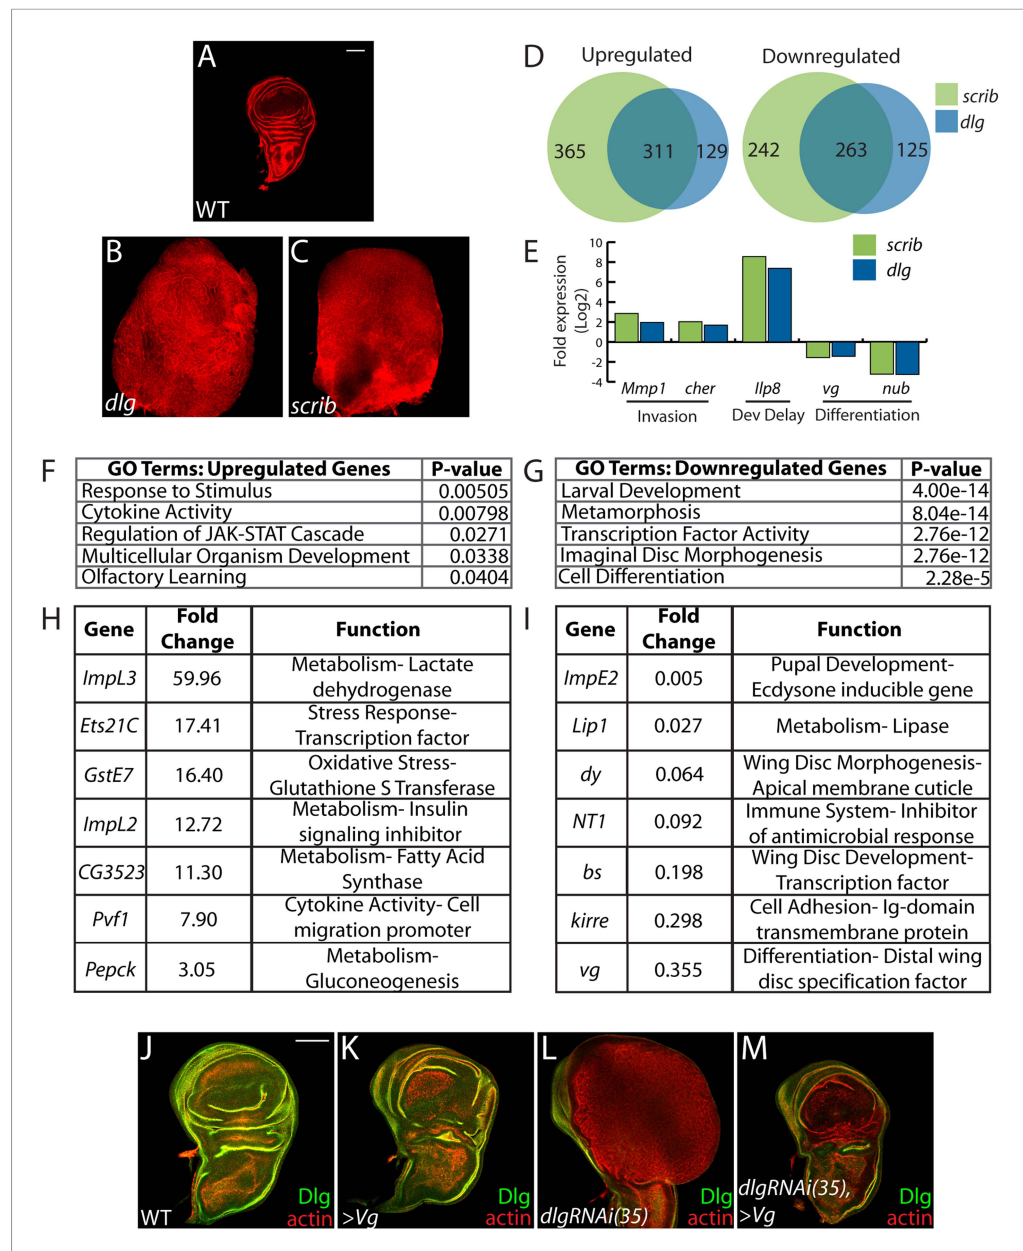 A
WT
B
dlg
C
scrib
D
Upregulated
Downregulated
365 311 129
242 263 125
scrib
dlg
E
scrib
dlg
Fold expression
(Log2)
10
8
6
4
2
0
-2
-4
Mmp1 cher Ilp8 vg nub
Invasion Dev Delay Differentiation
F
GO Terms: Upregulated Genes P-value
Response to Stimulus 0.00505
Cytokine Activity 0.00798
Regulation of JAK-STAT Cascade 0.0271
Multicellular Organism Development 0.0338
Olfactory Learning 0.0404
G
GO Terms: Downregulated Genes P-value
Larval Development 4.00e-14
Metamorphosis 8.04e-14
Transcription Factor Activity 2.76e-12
Imaginal Disc Morphogenesis 2.76e-12
Cell Differentiation 2.28e-5
H
Gene Fold Change Function
ImpL3 59.96 Metabolism- Lactate
dehydrogenase
Ets21C 17.41 Stress Response-
Transcription factor
GstE7 16.40 Oxidative Stress-
Glutathione S Transferase
ImpL2 12.72 Metabolism- Insulin
signaling inhibitor
CG3523 11.30 Metabolism- Fatty Acid
Synthase
Pvf1 7.90 Cytokine Activity- Cell
migration promoter
Pepck 3.05 Metabolism-
Gluconeogenesis
I
Gene Fold Change Function
ImpE2 0.005 Pupal Development-
Ecdysone inducible gene
Lip1 0.027 Metabolism- Lipase
dy 0.064 Wing Disc Morphogenesis-
Apical membrane cuticle
NT1 0.092 Immune System- Inhibitor
of antimicrobial response
bs 0.198 Wing Disc Development-
Transcription factor
kirre 0.298 Cell Adhesion- Ig-domain
transmembrane protein
vg 0.355 Differentiation- Distal wing
disc specification factor
J
Dlg
WT actin
K
Dlg
>Vg actin
L
Dlg
dlgRNAi(35) actin
M
dlgRNAi(35), Dlg
>Vg actin